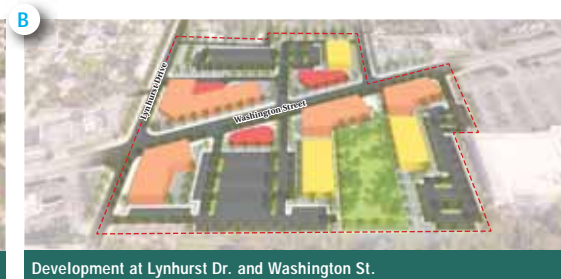 B
Lynhurst Drive
Washington Street
Development at Lynhurst Dr. and Washington St.